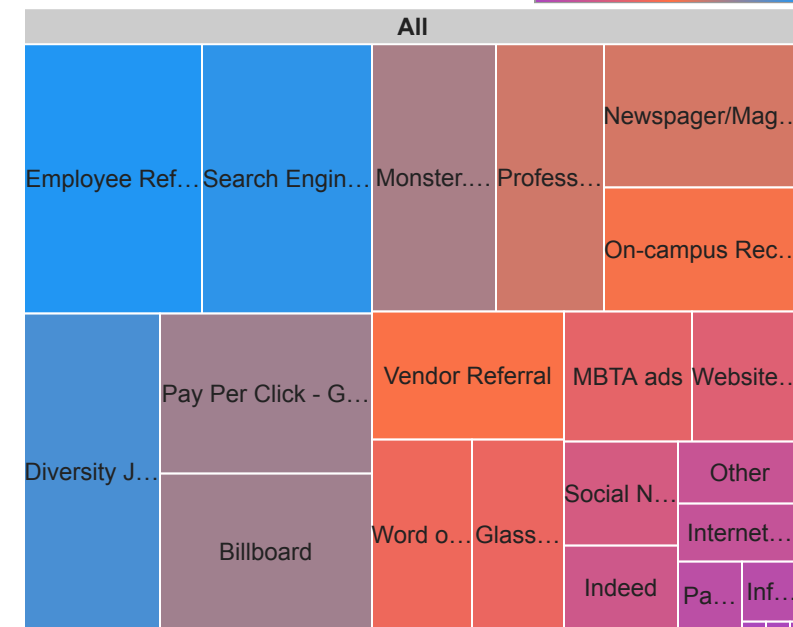 All
Employee Ref…
Search Engin…
Monster.…
Profess…
Newspager/Mag…
On-campus Rec…
Diversity J…
Pay Per Click - G…
Billboard
Vendor Referral
MBTA ads
Website…
Word o…
Glass…
Social N…
Other
Internet…
Indeed
Pa…
Inf…